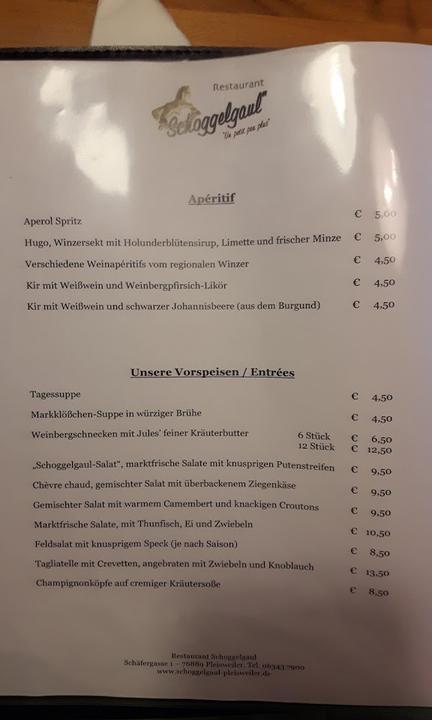 Restaurant
"Schoggelgaul"
"Un petit peu plus"
Apéritif
Aperol Spritz € 5,00
Hugo, Winzersekt mit Holunderblütensirup, Limette und frischer Minze € 5,00
Verschiedene Weinapéritifs vom regionalen Winzer € 4,50
Kir mit Weißwein und Weinbergpfirsich-Likör € 4,50
Kir mit Weißwein und schwarzer Johannisbeere (aus dem Burgund) € 4,50
Unsere Vorspeisen / Entrées
Tagessuppe € 4,50
Markklößchen-Suppe in würziger Brühe € 4,50
Weinbergschnecken mit Jules' feiner Kräuterbutter 6 Stück € 6,50
12 Stück € 12,50
„Schoggelgaul-Salat“, marktfrische Salate mit knusprigen Putenstreifen € 9,50
Chèvre chaud, gemischter Salat mit überbackenem Ziegenkäse € 9,50
Gemischter Salat mit warmem Camembert und knackigen Croutons € 9,50
Marktfrische Salate, mit Thunfisch, Ei und Zwiebeln € 10,50
Feldsalat mit knusprigem Speck (je nach Saison) € 8,50
Tagliatelle mit Crevetten, angebraten mit Zwiebeln und Knoblauch € 13,50
Champignonköpfe auf cremiger Kräutersoße € 8,50
Restaurant Schoggelgaul
Schäfergasse 1 – 76889 Pleisweiler, Tel. 06343.7900
www.schoggelgaul-pleisweiler.de